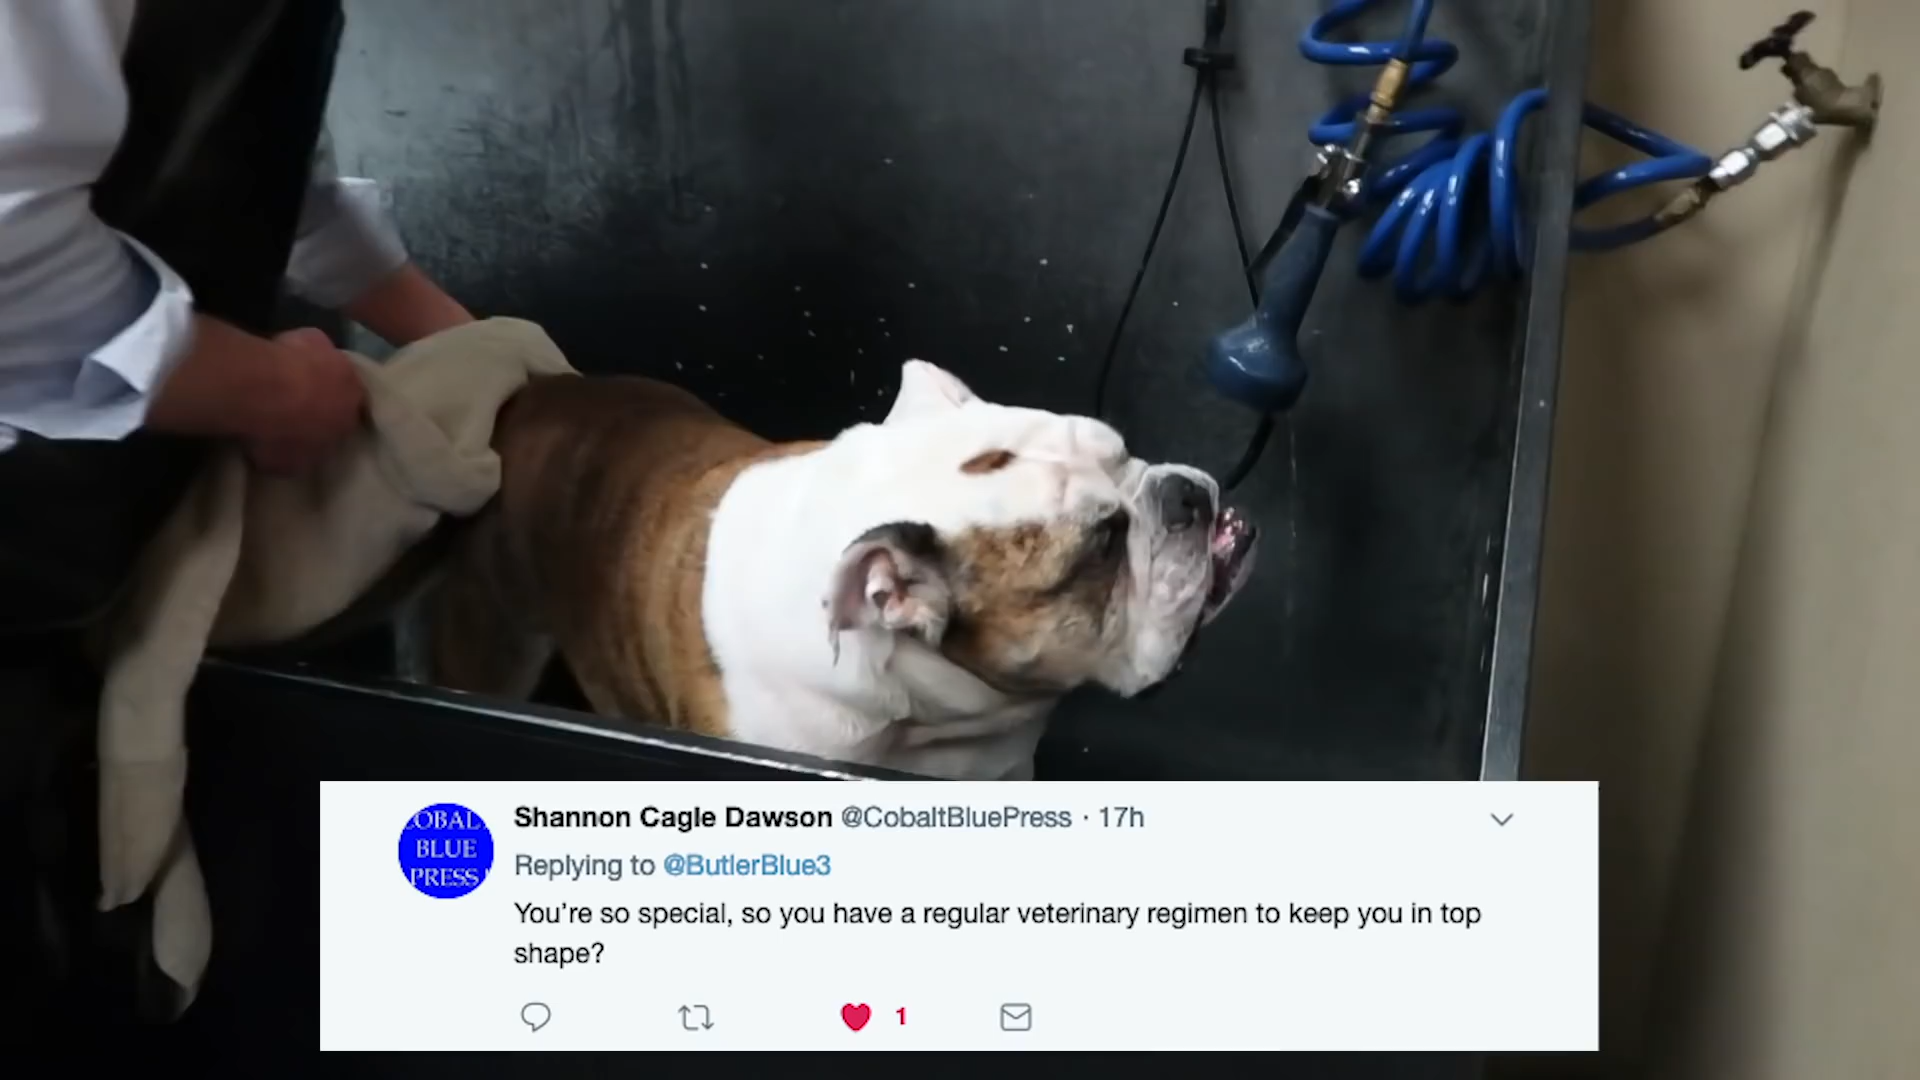 COBALT
BLUE
PRESS
Shannon Cagle Dawson @CobaltBluePress · 17h
Replying to @ButlerBlue3
You’re so special, so you have a regular veterinary regimen to keep you in top
shape?
1